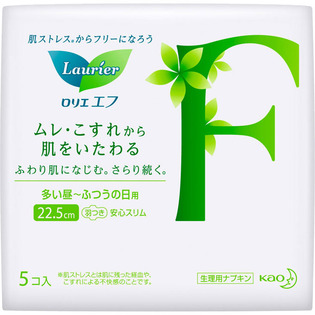 肌ストレス※からフリーになろう
Laurier
ロリエ エフ
F
ムレ・こすれから
肌をいたわる
ふわり肌になじむ。さらり続く。
多い昼～ふつうの日用
22.5cm 羽つき 安心スリム
5コ入
※肌ストレスとは肌に残った経血や、
こすれによる不快感のことです。
生理用ナプキン
Kao